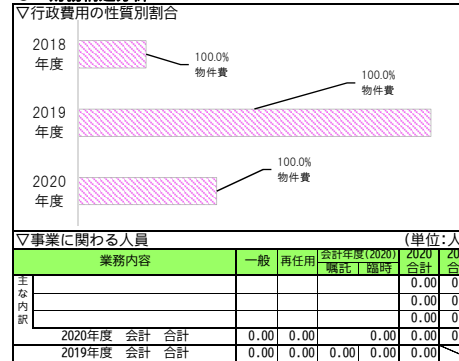 ▽行政費用の性質別割合
2018
年度
100.0%
物件費
2019
年度
100.0%
物件費
2020
年度
100.0%
物件費
▽事業に関わる人員 (単位:人
業務内容 一般 再任用 会計年度(2020) 嘱託 臨時 2020 合計 20 合
主な内訳
0.00 0
0.00 0
0.00 0
2020年度 会計 合計 0.00 0.00 0.00 0.00 0
2019年度 会計 合計 0.00 0.00 0.00 0.00 0.00